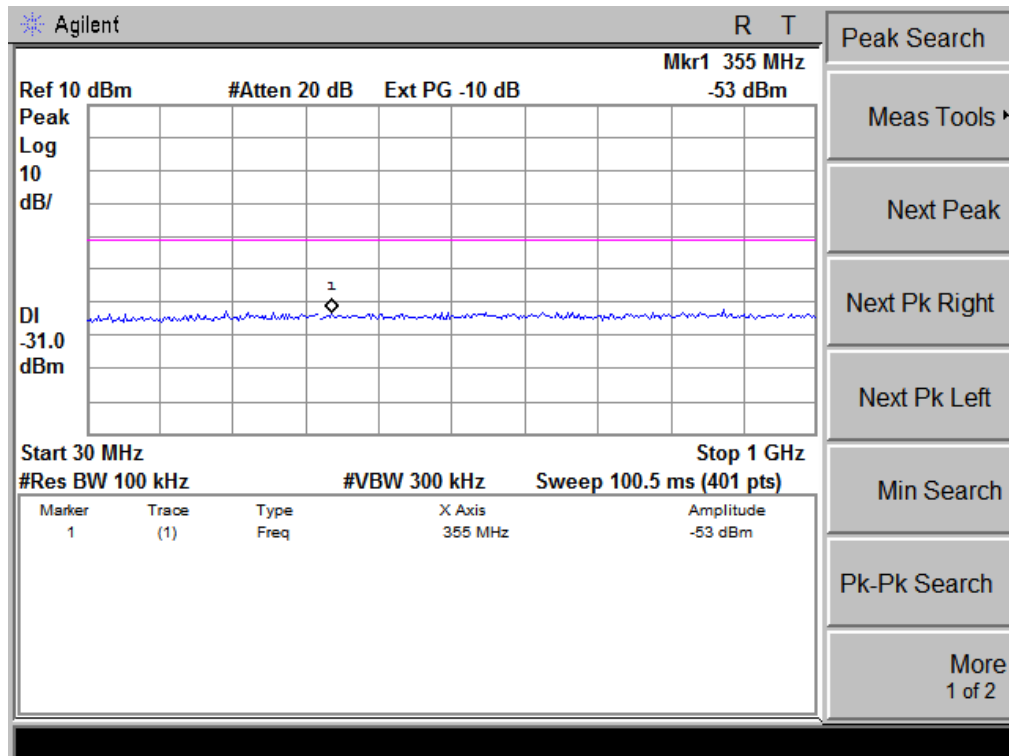 Agilent R T
Mkr1 355 MHz
Ref 10 dBm #Atten 20 dB Ext PG -10 dB -53 dBm
Peak
Log
10
dB/
1
DI
-31.0
dBm
Start 30 MHz Stop 1 GHz
#Res BW 100 kHz #VBW 300 kHz Sweep 100.5 ms (401 pts)
Marker Trace Type X Axis Amplitude
1 (1) Freq 355 MHz -53 dBm
Peak Search
Meas Tools
Next Peak
Next Pk Right
Next Pk Left
Min Search
Pk-Pk Search
More
1 of 2